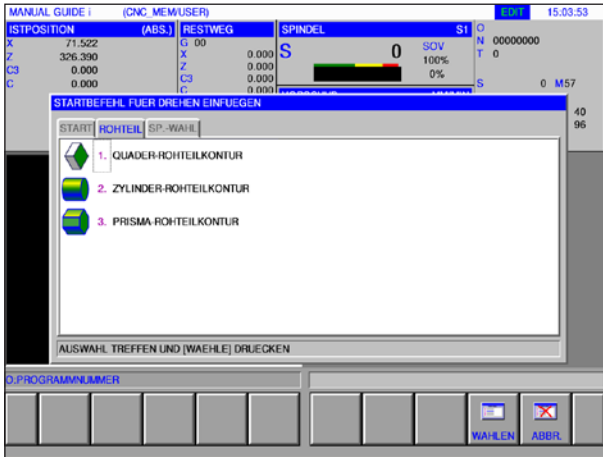 MANUAL GUIDE i (CNC_MEM/USER) EDIT 15:03:53
ISTPOSITION (ABS.) RESTWEG SPINDEL S1 O
X 71.522 G 00 S 0 SOV N 00000000
Z 326.390 X 0.000 100% T 0
C3 0.000 Z 0.000 0%
C 0.000 C3 0.000 S 0 M57
C 0.000
STARTBEFEHL FUER DREHEN EINFUEGEN
40
96
START ROHTEIL SP.-WAHL
1. QUADER-ROHTEILKONTUR
2. ZYLINDER-ROHTEILKONTUR
3. PRISMA-ROHTEILKONTUR
AUSWAHL TREFFEN UND [WAEHLE] DRUECKEN
O:PROGRAMMNUMMER
WAHLEN ABBR.